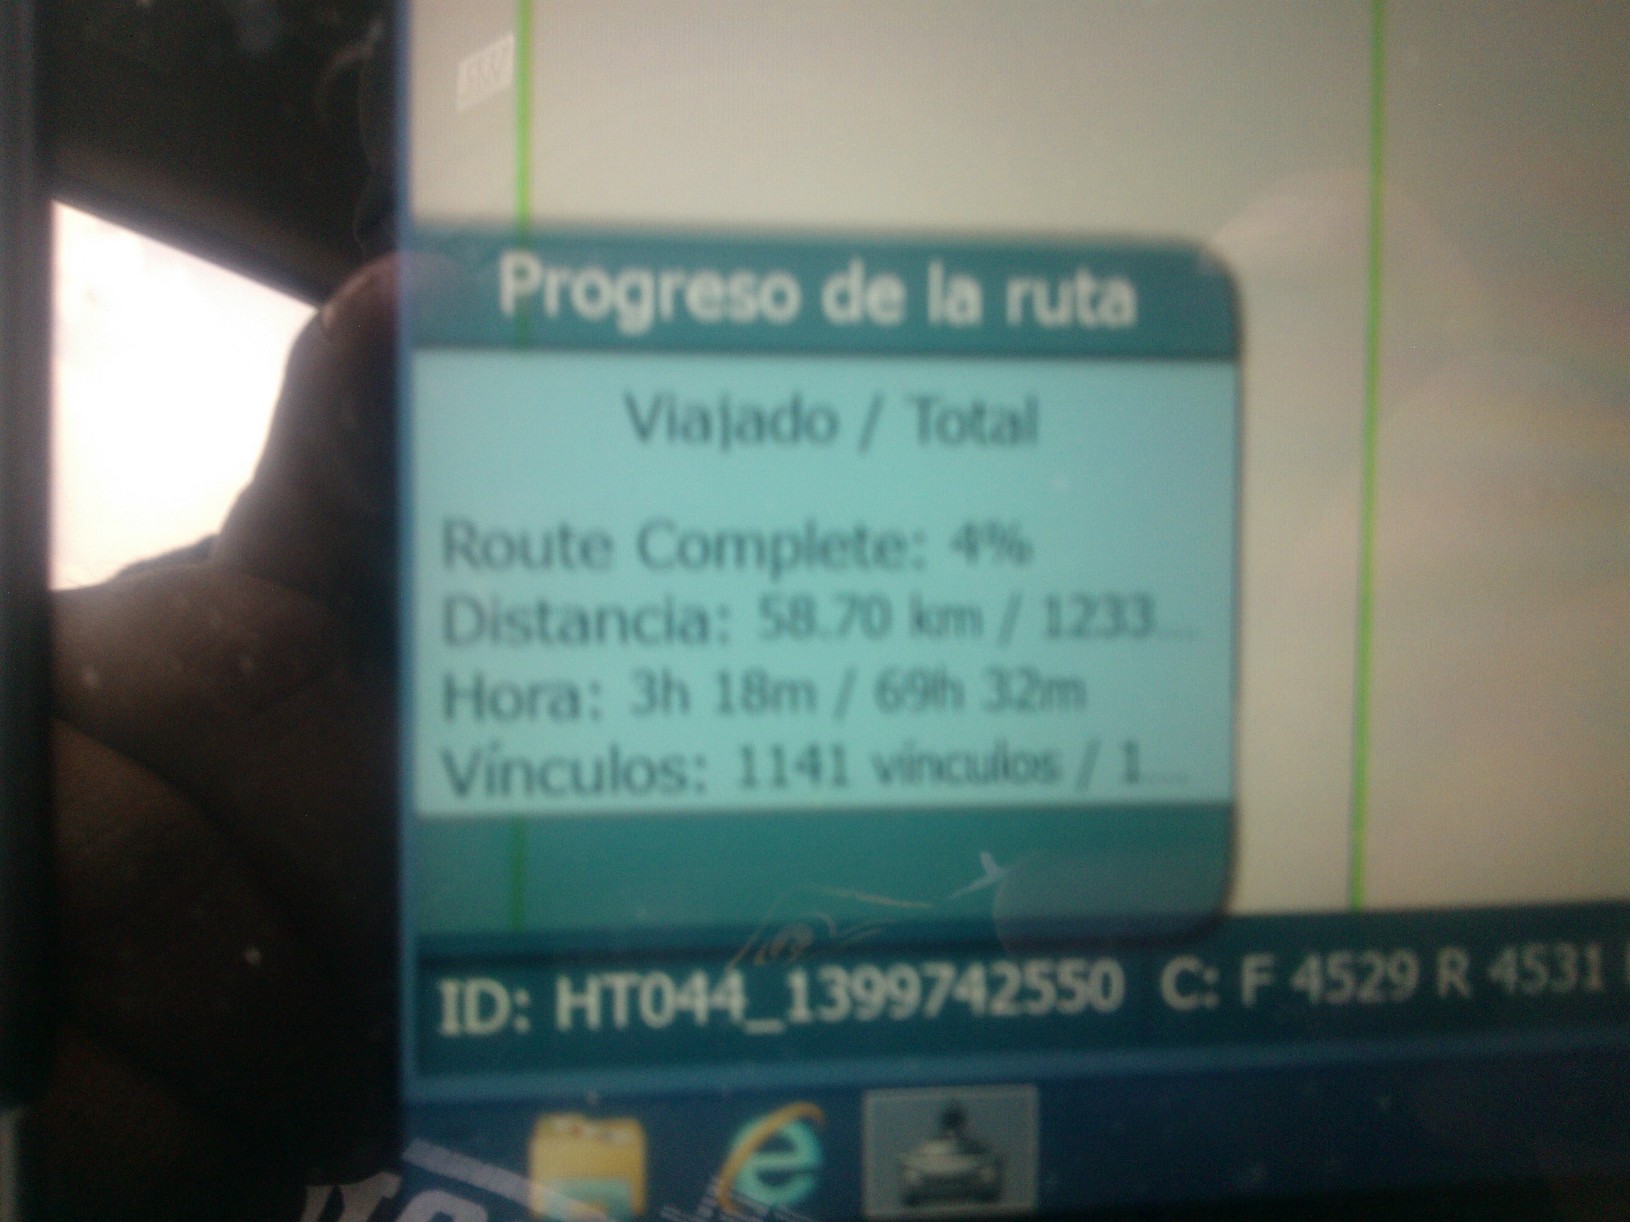 Progreso de la ruta
Viajado / Total
Route Complete: 4%
Distancia: 58.70 km / 1233...
Hora: 3h 18m / 69h 32m
Vínculos: 1141 vínculos / 1...
ID: HT044_1399742550 C: F 4529 R 4531